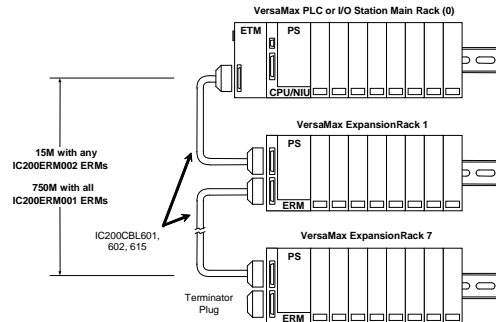 VersaMax PLC or I/O Station Main Rack (0)
ETM
PS
CPU/NIU
15M with any
IC200ERM002 ERMs
750M with all
IC200ERM001 ERMs
VersaMax ExpansionRack 1
PS
ERM
IC200CBL601,
602, 615
VersaMax ExpansionRack 7
PS
Terminator
Plug
ERM